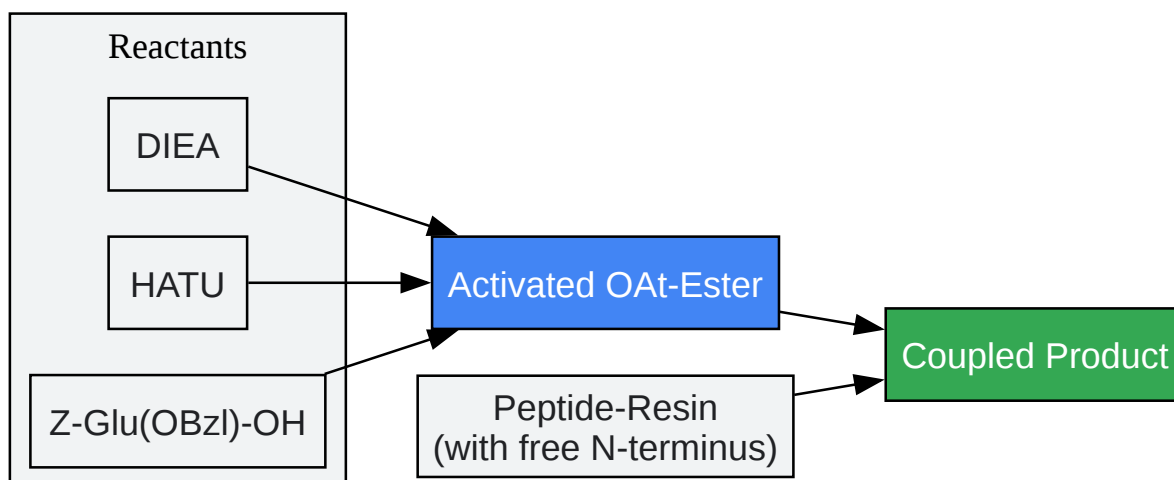 Reactants
DIEA
HATU
Z-Glu(OBzl)-OH
Activated OAt-Ester
Peptide-Resin
(with free N-terminus)
Coupled Product